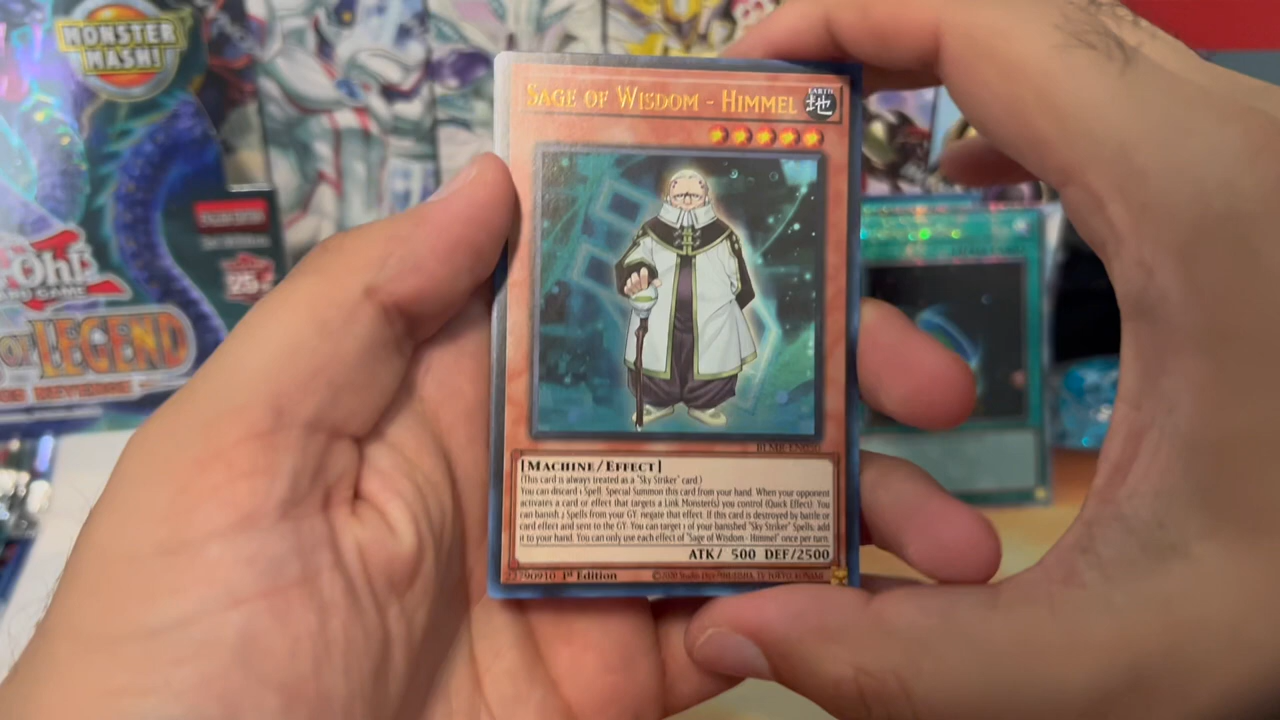 MONSTER
MASH!
Oh!
OF LEGEND
25
SAGE OF WISDOM - HIMMEL
EARTH
地
[MACHINE/EFFECT]
(This card is always treated as a "Sky Striker" card.)
You can discard 1 Spell; Special Summon this card from your hand. When your opponent
activates a card or effect that targets a Link Monster(s) you control (Quick Effect): You
can banish 2 Spells from your GY; negate that effect. If this card is destroyed by battle or
card effect and sent to the GY: You can target 1 of your banished "Sky Striker" Spells; add
it to your hand. You can only use each effect of "Sage of Wisdom - Himmel" once per turn.
ATK/ 500 DEF/2500
1st Edition